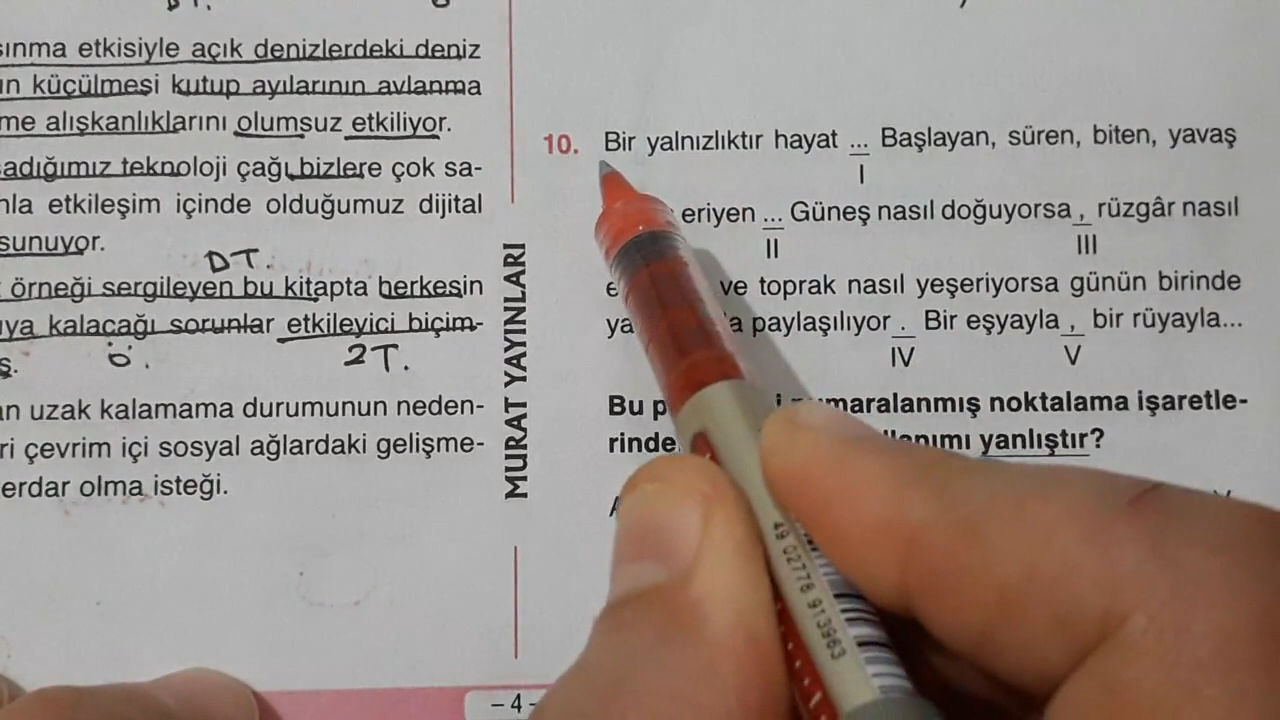 sınma etkisiyle açık denizlerdeki deniz
ın küçülmesi kutup ayılarının avlanma
me alışkanlıklarını olumsuz etkiliyor.
adığımız teknoloji çağı bizlere çok sa-
nla etkileşim içinde olduğumuz dijital
sunuyor.
DT.
örneği sergileyen bu kitapta herkesin
ya kalacağı sorunlar etkileyici biçim-
ş.
Ö.
2T.
an uzak kalamama durumunun neden-
ri çevrim içi sosyal ağlardaki gelişme-
erdar olma isteği.
MURAT YAYINLARI
10. Bir yalnızlıktır hayat ... Başlayan, süren, biten, yavaş
I
eriyen ... Güneş nasıl doğuyorsa , rüzgâr nasıl
II III
ve toprak nasıl yeşeriyorsa günün birinde
paylaşılıyor . Bir eşyayla , bir rüyayla...
IV V
Bu numaralanmış noktalama işaretle-
rinde yanlıştır?
– 4 -
49 02778 913963